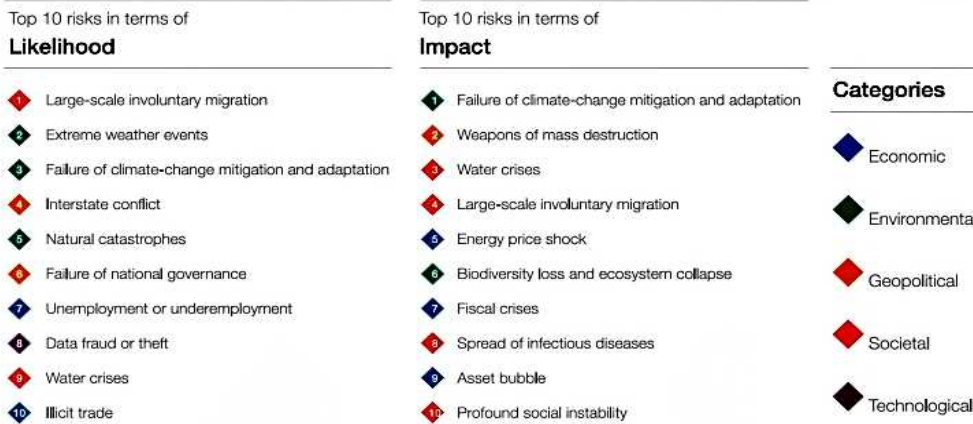 Top 10 risks in terms of
Likelihood
1 Large-scale involuntary migration
2 Extreme weather events
3 Failure of climate-change mitigation and adaptation
4 Interstate conflict
5 Natural catastrophes
6 Failure of national governance
7 Unemployment or underemployment
8 Data fraud or theft
9 Water crises
10 Illicit trade
Top 10 risks in terms of
Impact
1 Failure of climate-change mitigation and adaptation
2 Weapons of mass destruction
3 Water crises
4 Large-scale involuntary migration
5 Energy price shock
6 Biodiversity loss and ecosystem collapse
7 Fiscal crises
8 Spread of infectious diseases
9 Asset bubble
10 Profound social instability
Categories
Economic
Environmenta
Geopolitical
Societal
Technological